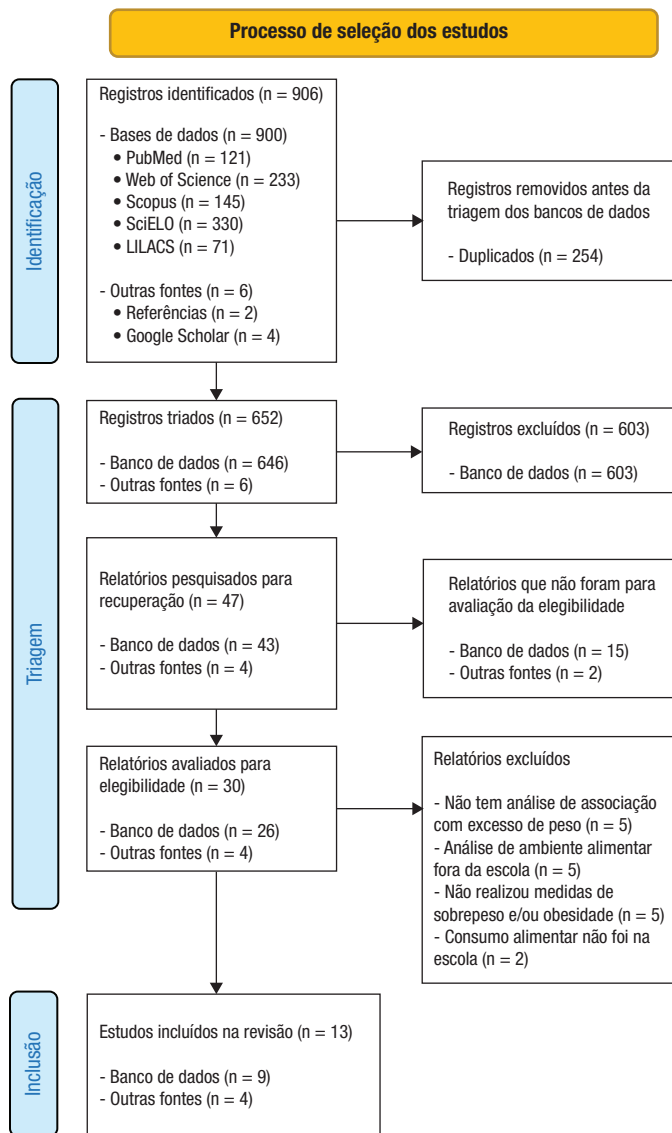 Processo de seleção dos estudos
Identificação
Registros identificados (n = 906)
- Bases de dados (n = 900)
• PubMed (n = 121)
• Web of Science (n = 233)
• Scopus (n = 145)
• SciELO (n = 330)
• LILACS (n = 71)
- Outras fontes (n = 6)
• Referências (n = 2)
• Google Scholar (n = 4)
Registros removidos antes da
triagem dos bancos de dados
- Duplicados (n = 254)
Triagem
Registros triados (n = 652)
- Banco de dados (n = 646)
- Outras fontes (n = 6)
Registros excluídos (n = 603)
- Banco de dados (n = 603)
Relatórios pesquisados para
recuperação (n = 47)
- Banco de dados (n = 43)
- Outras fontes (n = 4)
Relatórios que não foram para
avaliação da elegibilidade
- Banco de dados (n = 15)
- Outras fontes (n = 2)
Relatórios avaliados para
elegibilidade (n = 30)
- Banco de dados (n = 26)
- Outras fontes (n = 4)
Relatórios excluídos
- Não tem análise de associação
com excesso de peso (n = 5)
- Análise de ambiente alimentar
fora da escola (n = 5)
- Não realizou medidas de
sobrepeso e/ou obesidade (n = 5)
- Consumo alimentar não foi na
escola (n = 2)
Inclusão
Estudos incluídos na revisão (n = 13)
- Banco de dados (n = 9)
- Outras fontes (n = 4)